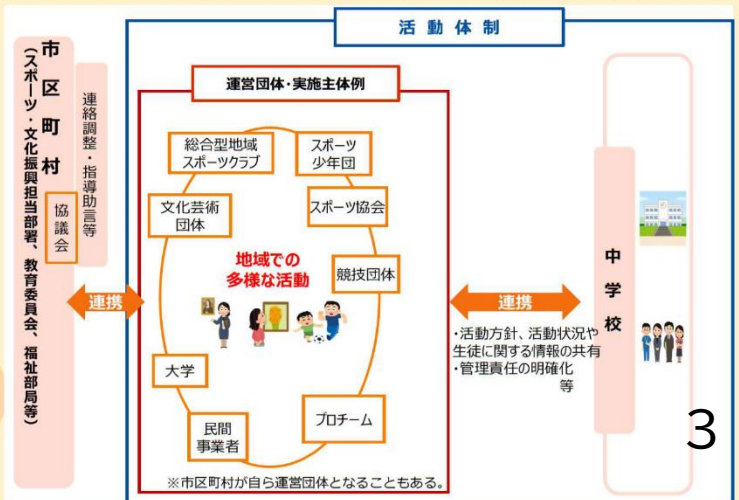 活動体制
市区町村
（スポーツ・文化振興担当部署、教育委員会、福祉部局等）
協議会
連絡調整・指導助言等
連携
運営団体・実施主体例
総合型地域
スポーツクラブ
スポーツ
少年団
文化芸術
団体
スポーツ協会
地域での
多様な活動
競技団体
大学
民間
事業者
プロチーム
※市区町村が自ら運営団体となることもある。
連携
・活動方針、活動状況や
生徒に関する情報の共有
・管理責任の明確化
等
中学校
3